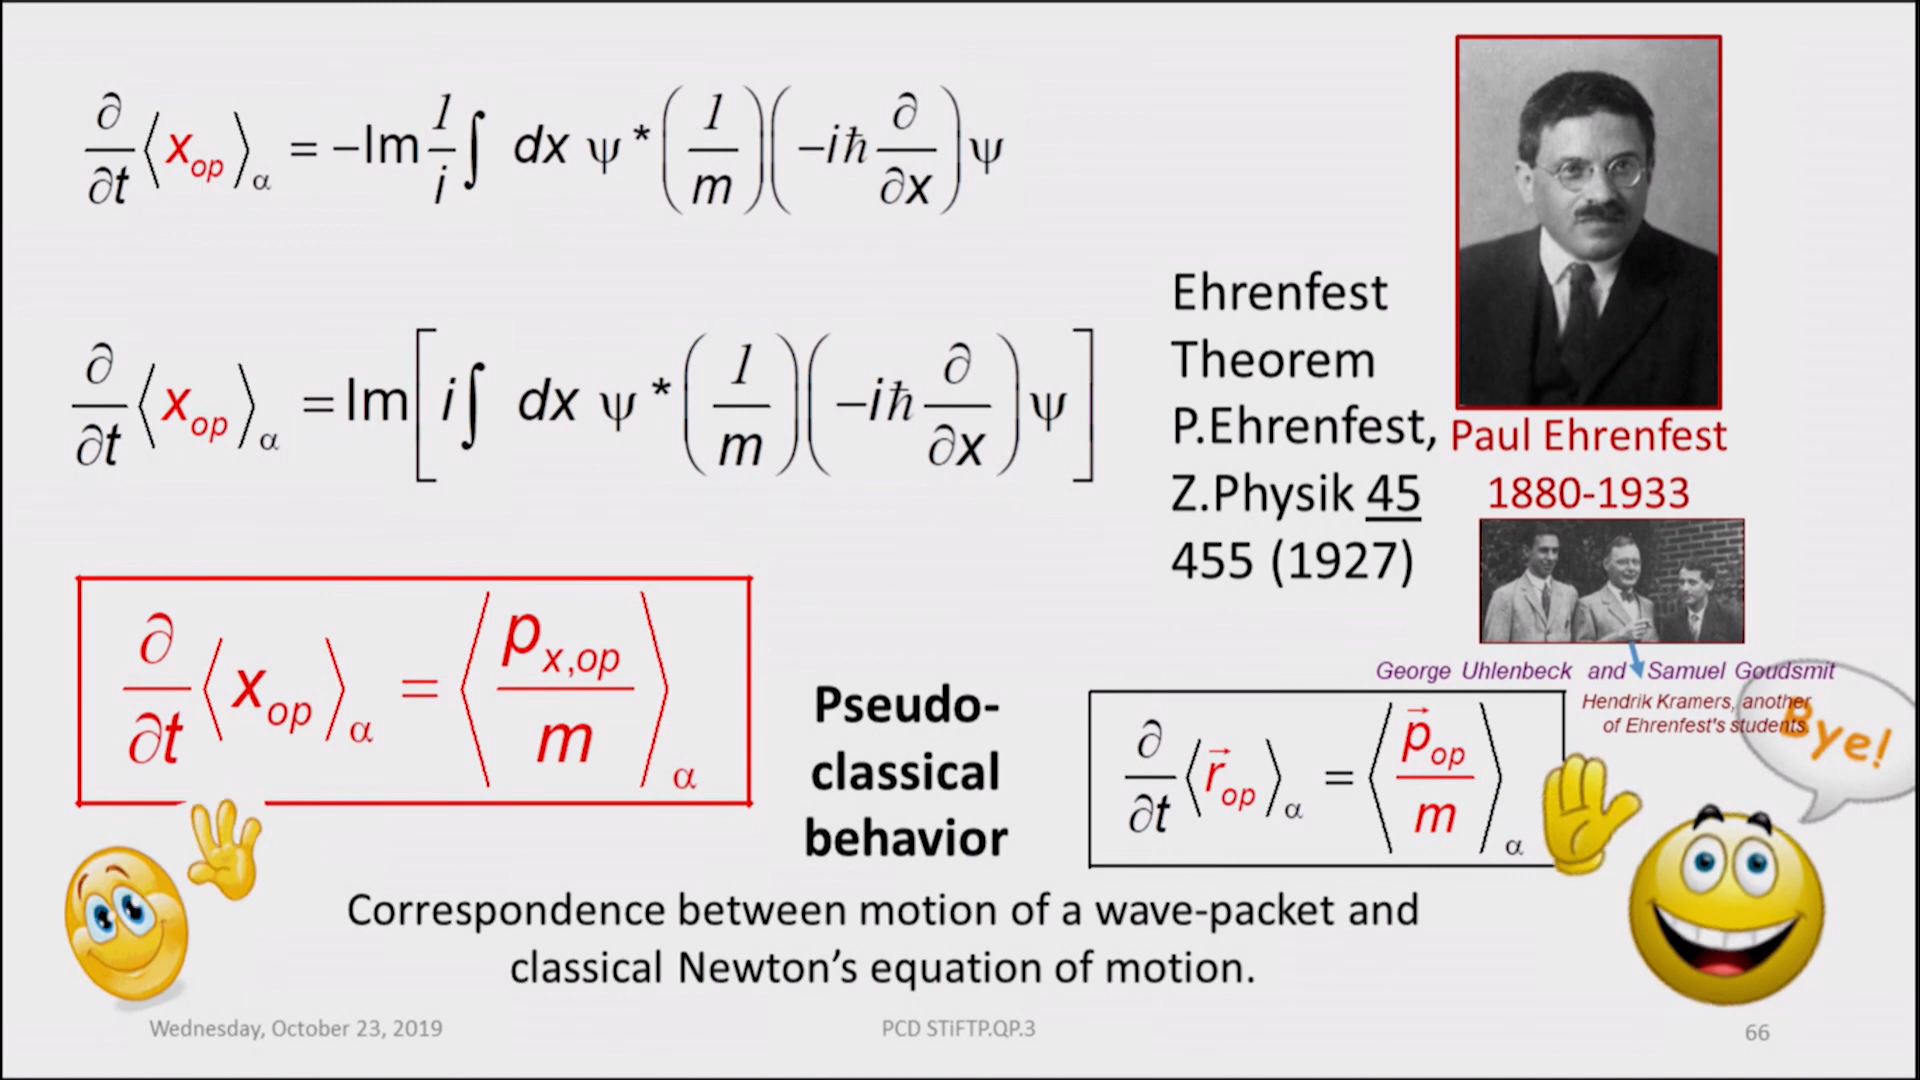 ∂/∂t ⟨x_op⟩_α = −Im 1/i ∫ dx ψ* (1/m) (−iħ ∂/∂x) ψ
∂/∂t ⟨x_op⟩_α = Im [ i∫ dx ψ* (1/m) (−iħ ∂/∂x) ψ ]
Ehrenfest
Theorem
P.Ehrenfest,
Z.Physik 45
455 (1927)
Paul Ehrenfest
1880-1933
George Uhlenbeck and Samuel Goudsmit
Hendrik Kramers, another
of Ehrenfest's students
Bye!
∂/∂t ⟨x_op⟩_α = ⟨p_x,op / m⟩_α
Pseudo-
classical
behavior
∂/∂t ⟨r⃗_op⟩_α = ⟨p⃗_op / m⟩_α
Correspondence between motion of a wave-packet and
classical Newton's equation of motion.
Wednesday, October 23, 2019
PCD STiFTP.QP.3
66